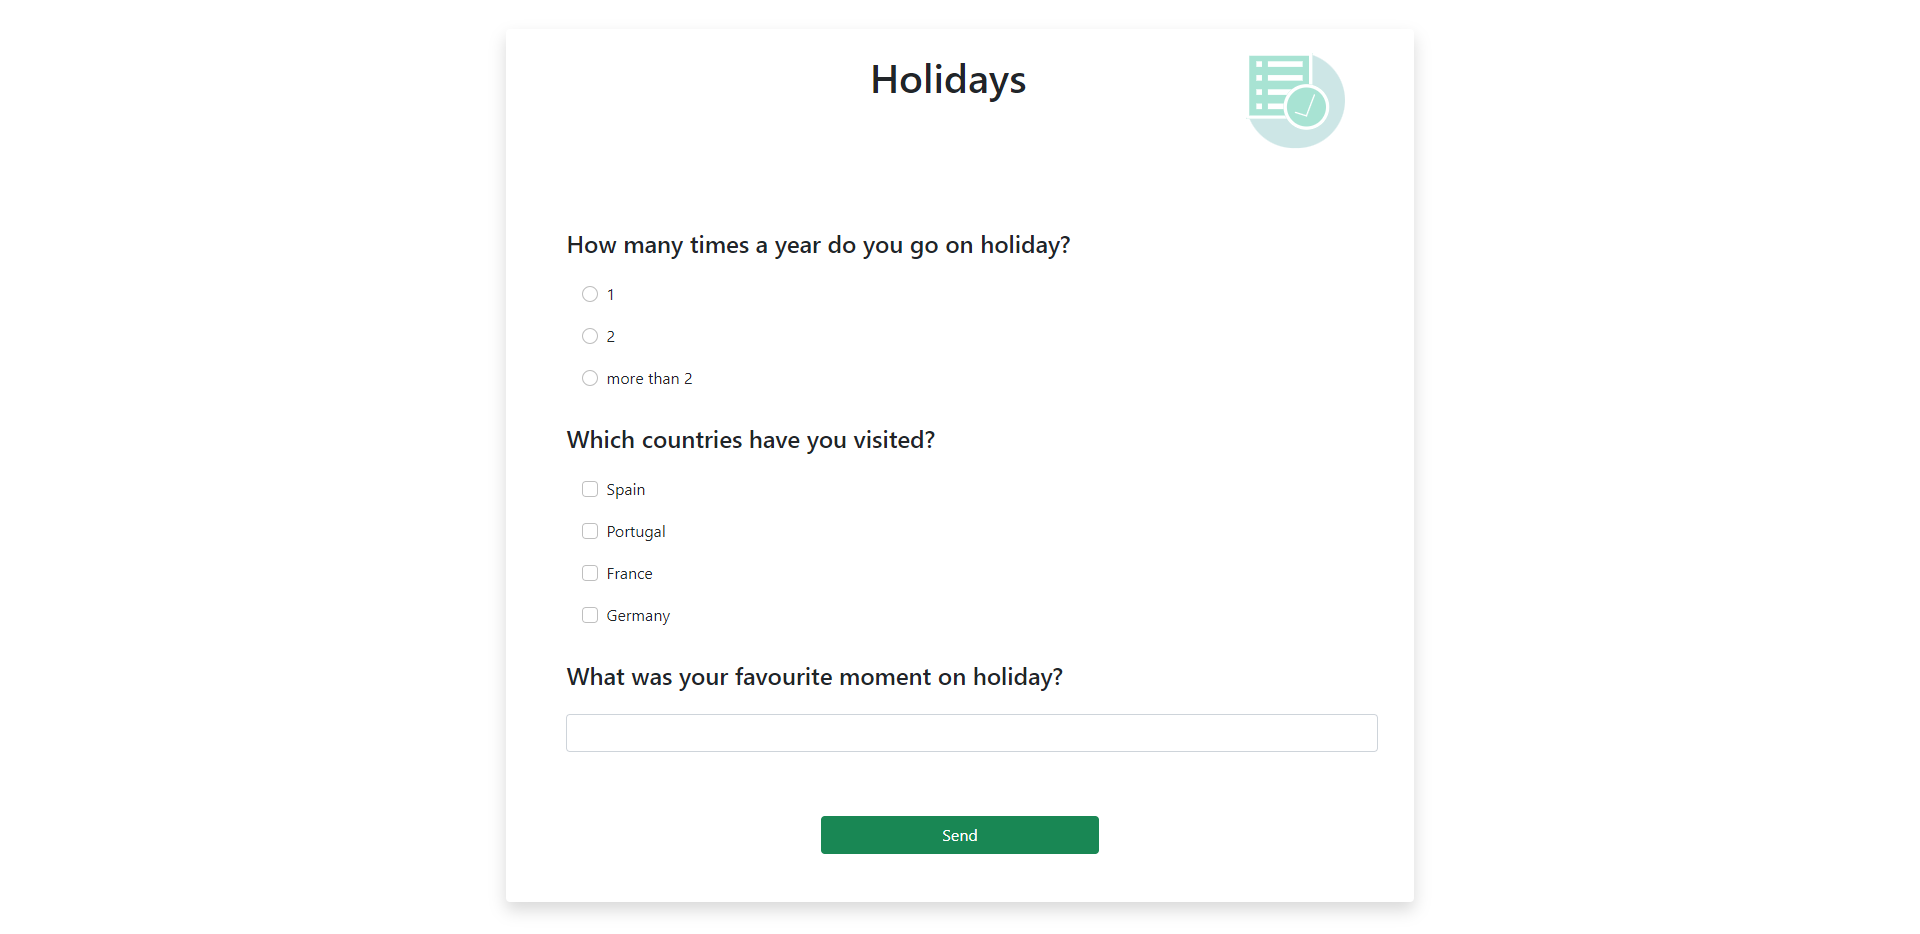 Holidays
How many times a year do you go on holiday?
1
2
more than 2
Which countries have you visited?
Spain
Portugal
France
Germany
What was your favourite moment on holiday?
Send